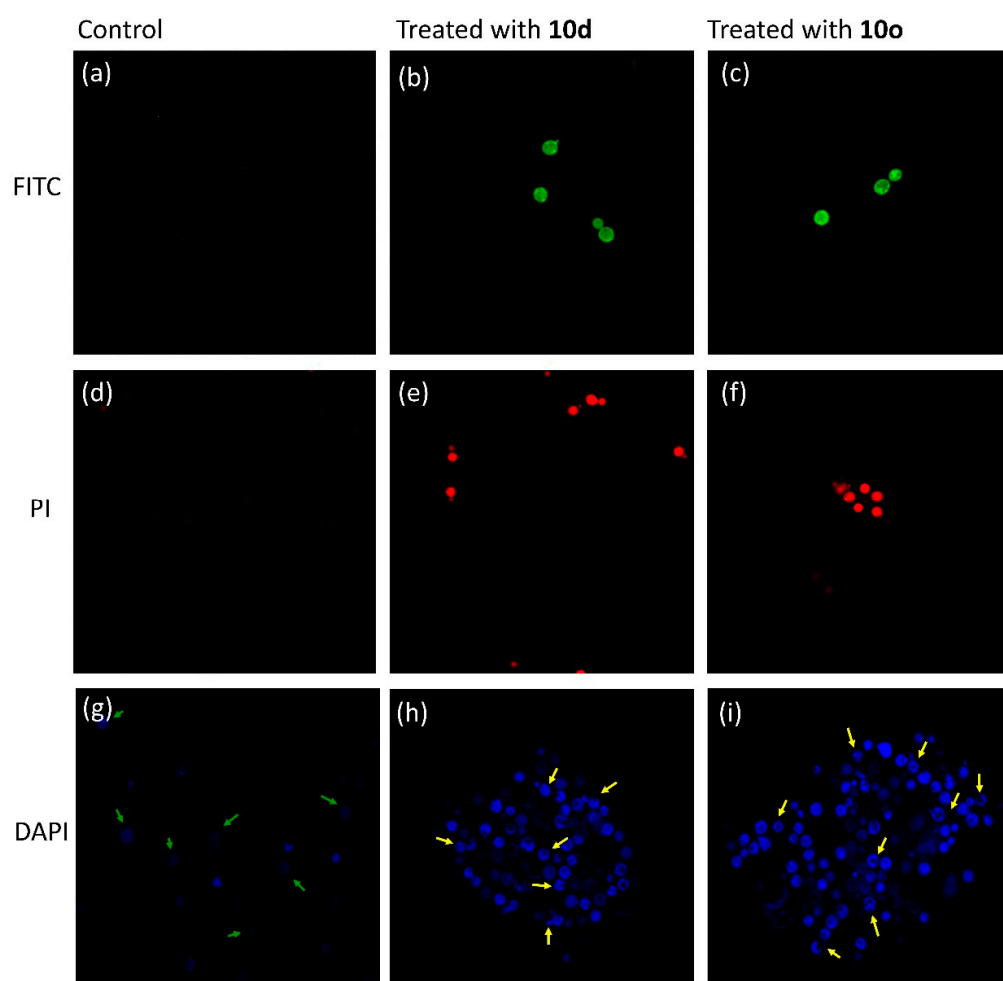 Control
Treated with 10d
Treated with 10o
FITC
(a)
(b)
(c)
PI
(d)
(e)
(f)
DAPI
(g)
(h)
(i)